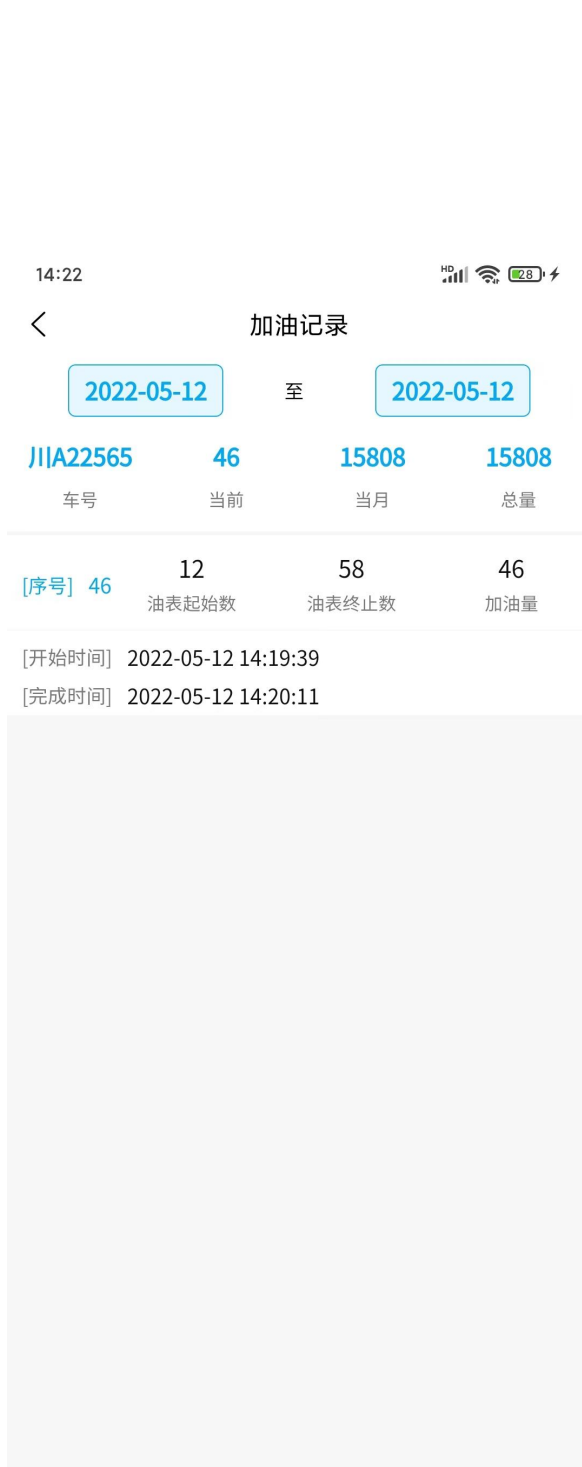 14:22 HD 28
加油记录
2022-05-12 至 2022-05-12
川A22565 46 15808 15808
车号 当前 当月 总量
[序号] 46 12 58 46
油表起始数 油表终止数 加油量
[开始时间] 2022-05-12 14:19:39
[完成时间] 2022-05-12 14:20:11